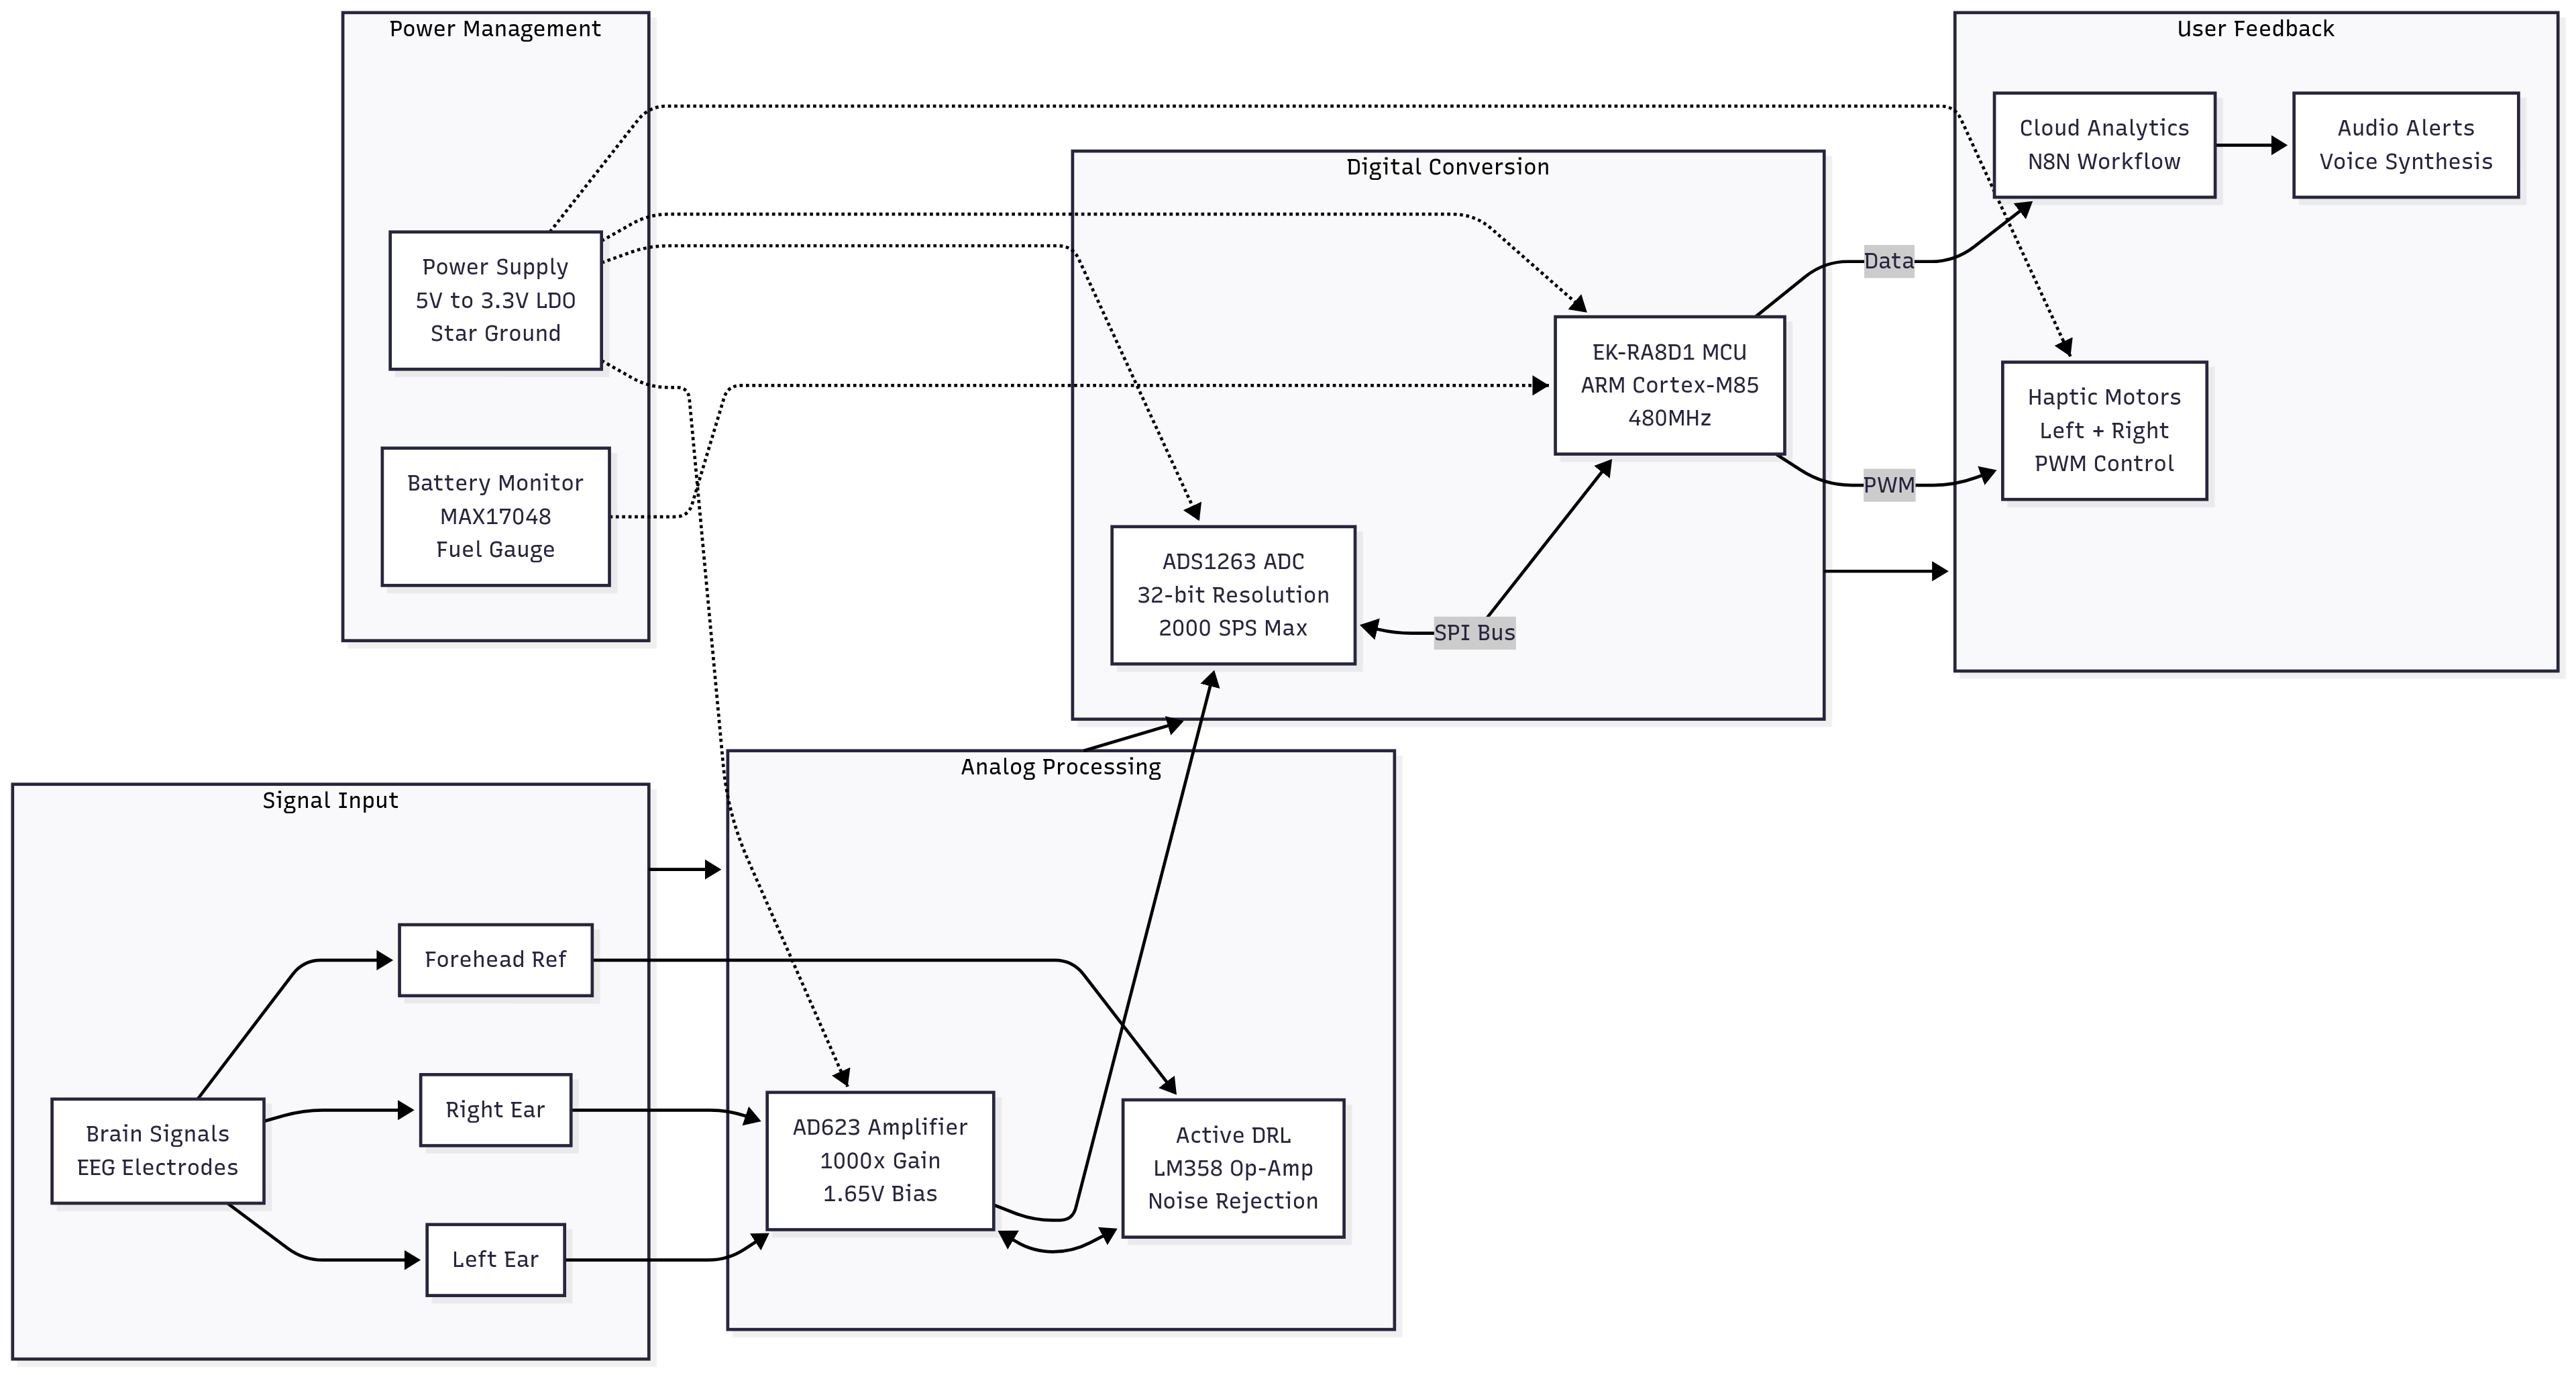 Power Management
Power Supply
5V to 3.3V LDO
Star Ground
Battery Monitor
MAX17048
Fuel Gauge
Digital Conversion
EK-RA8D1 MCU
ARM Cortex-M85
480MHz
ADS1263 ADC
32-bit Resolution
2000 SPS Max
SPI Bus
Data
PWM
User Feedback
Cloud Analytics
N8N Workflow
Audio Alerts
Voice Synthesis
Haptic Motors
Left + Right
PWM Control
Signal Input
Brain Signals
EEG Electrodes
Forehead Ref
Right Ear
Left Ear
Analog Processing
AD623 Amplifier
1000x Gain
1.65V Bias
Active DRL
LM358 Op-Amp
Noise Rejection